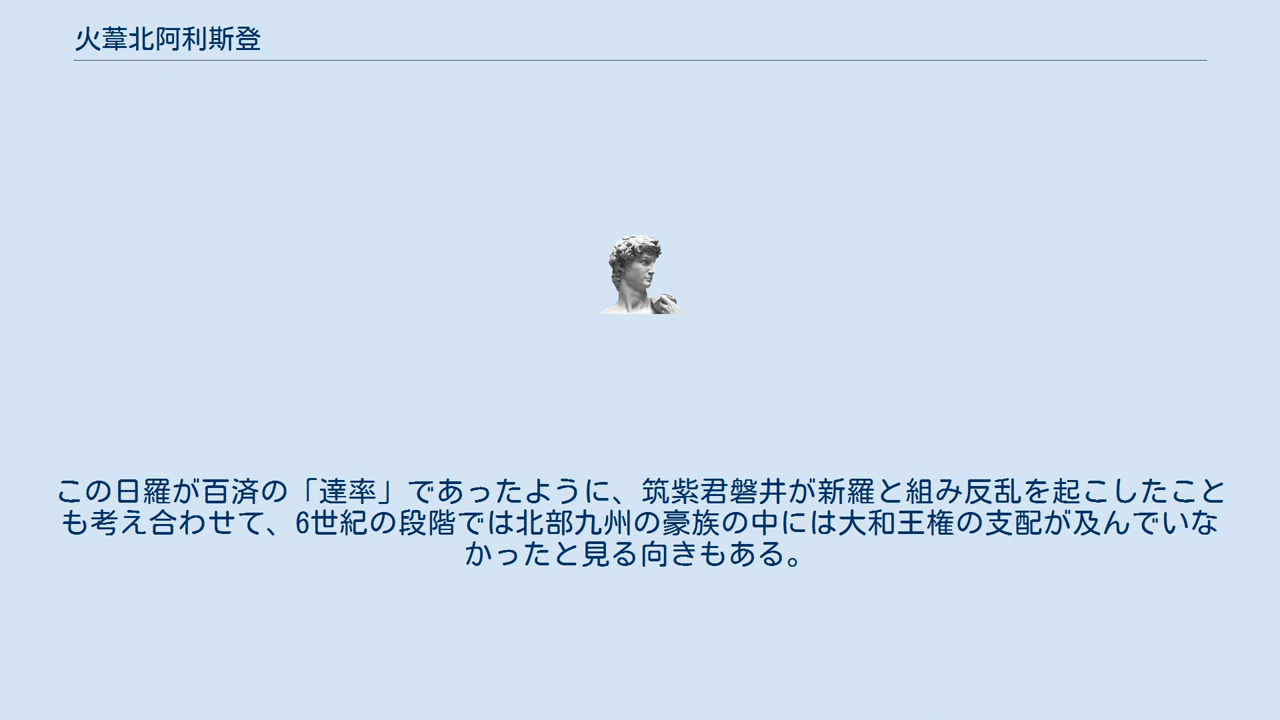 火葦北阿利斯登
この日羅が百済の「達率」であったように、筑紫君磐井が新羅と組み反乱を起こしたこと
も考え合わせて、6世紀の段階では北部九州の豪族の中には大和王権の支配が及んでいな
かったと見る向きもある。